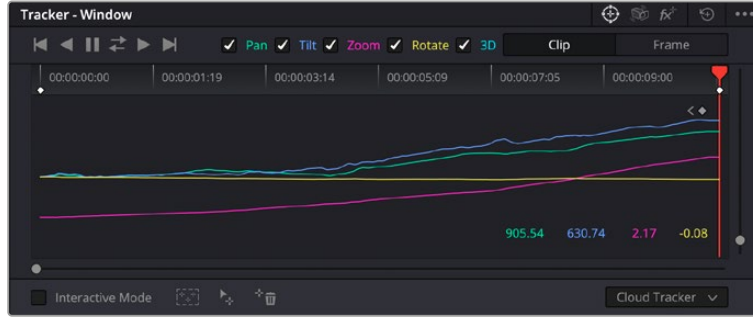 Tracker - Window
fx
Pan Tilt Zoom Rotate 3D Clip Frame
00:00:00:00 00:00:01:19 00:00:03:14 00:00:05:09 00:00:07:05 00:00:09:00
905.54 630.74 2.17 -0.08
Interactive Mode Cloud Tracker